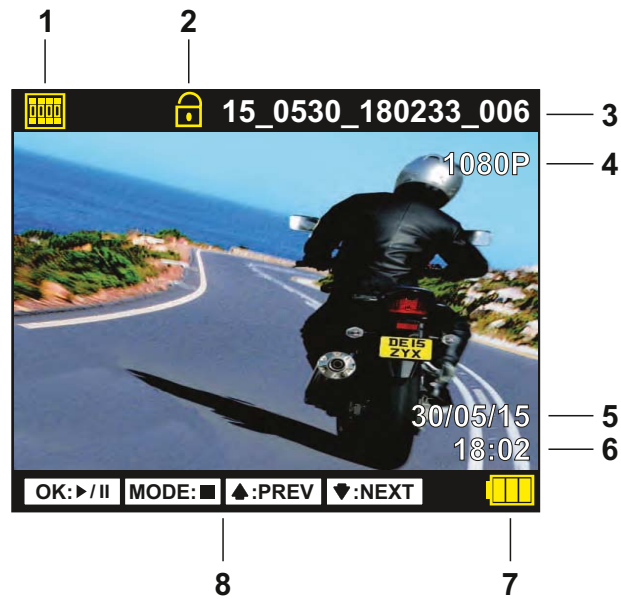 1 2
15_0530_180233_006 3
1080P 4
DE15
ZYX
30/05/15 5
18:02 6
OK:▶/II MODE:■ ▲:PREV ▼:NEXT
8 7